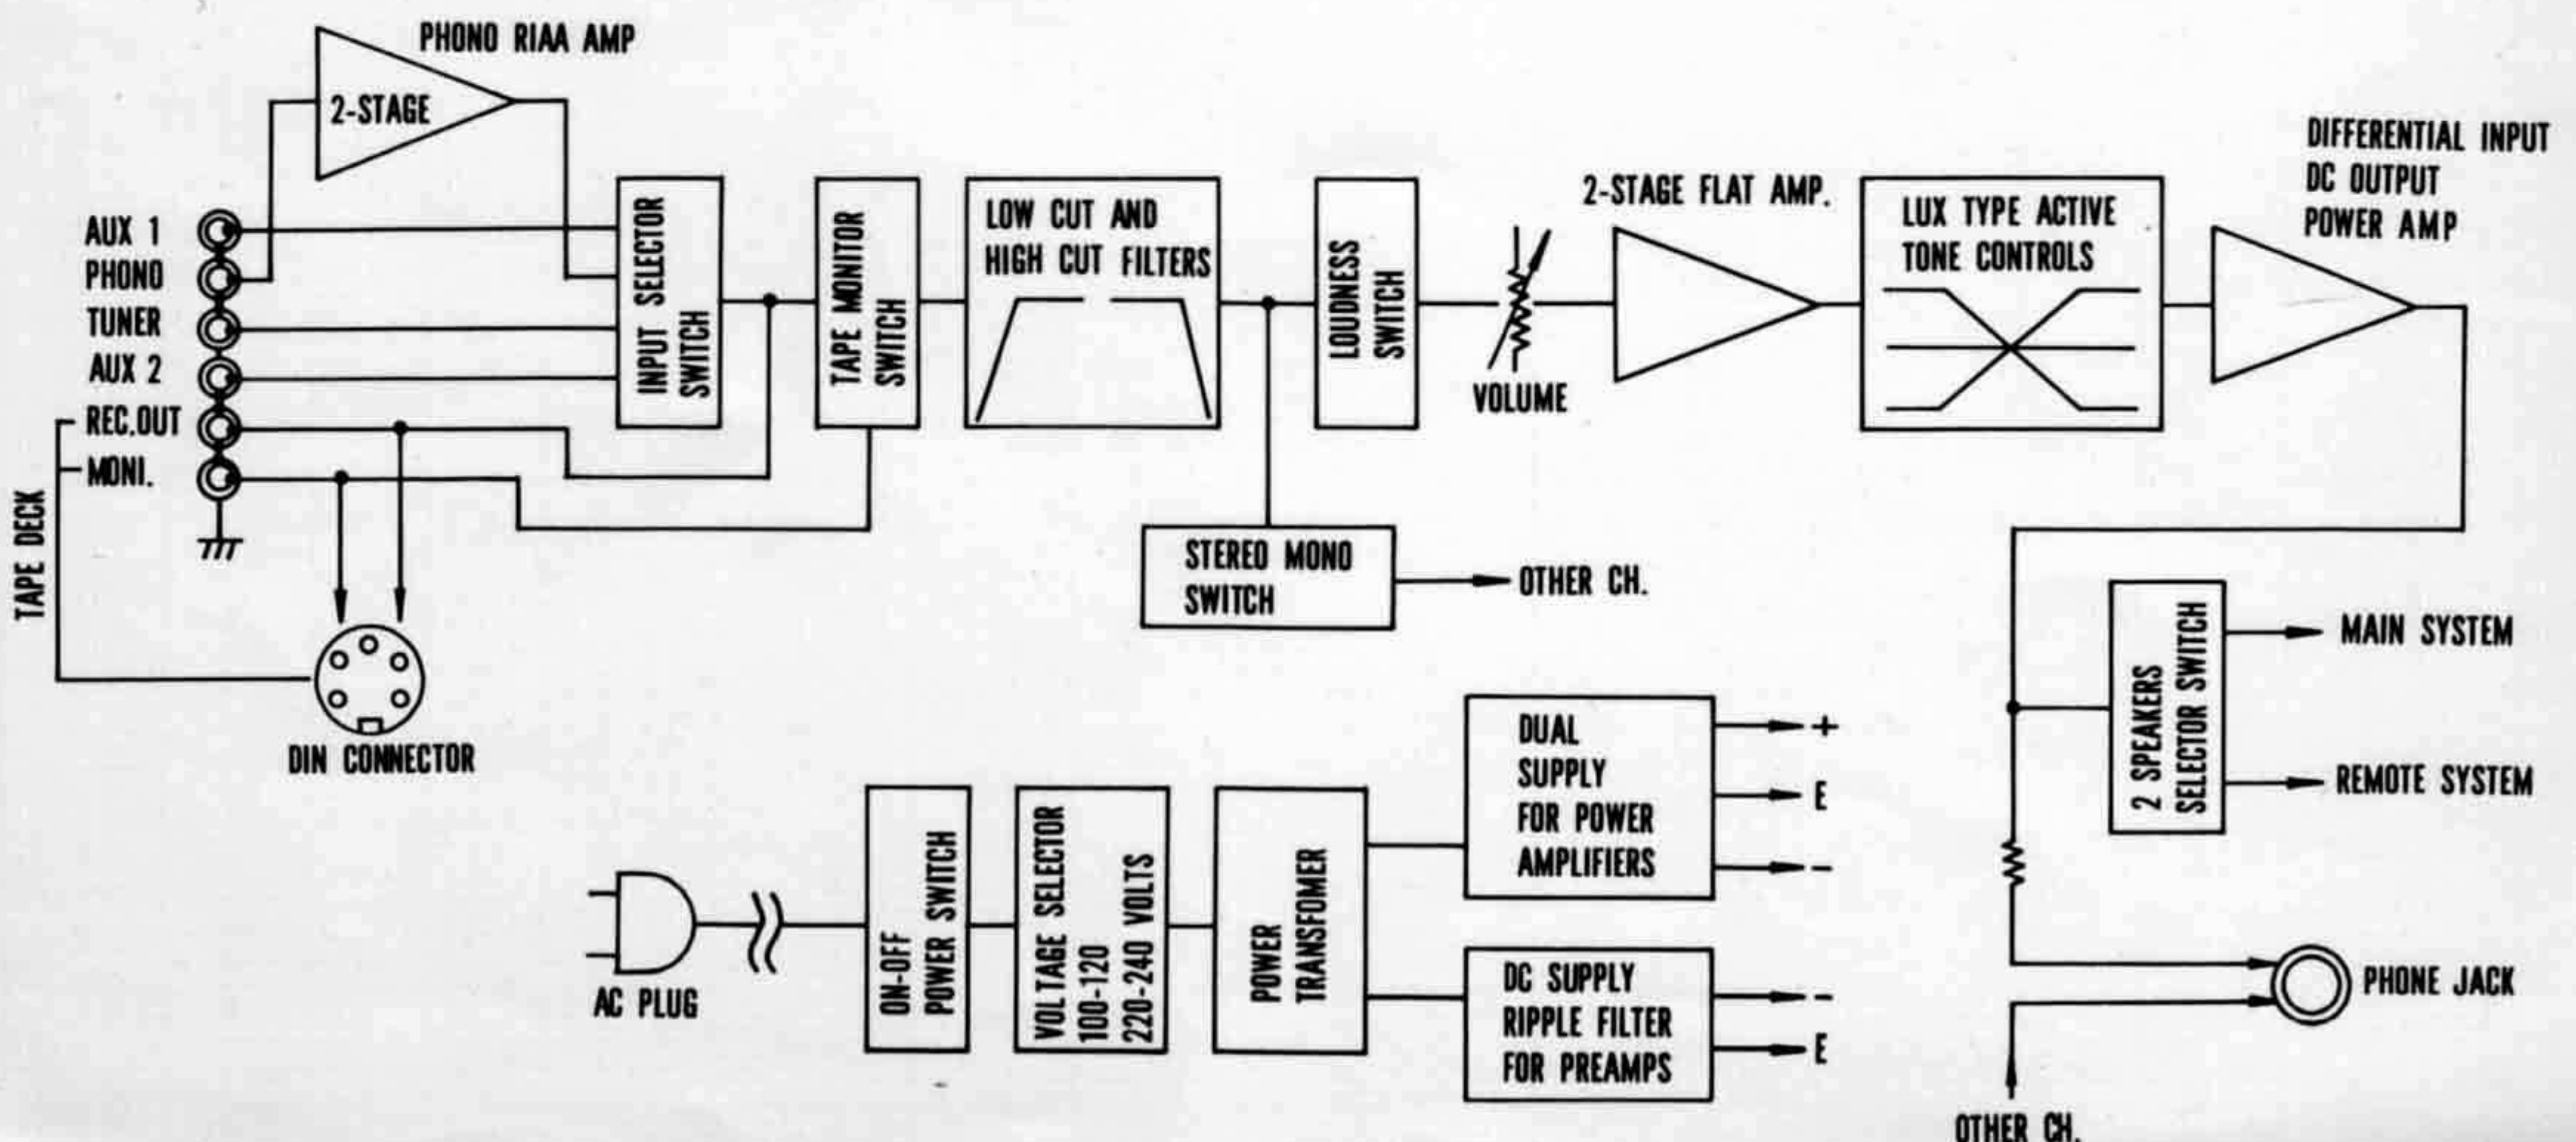 PHONO RIAA AMP
2-STAGE
AUX 1
PHONO
TUNER
AUX 2
REC.OUT
MONI.
TAPE DECK
DIN CONNECTOR
INPUT SELECTOR
SWITCH
TAPE MONITOR
SWITCH
LOW CUT AND
HIGH CUT FILTERS
LOUDNESS
SWITCH
VOLUME
2-STAGE FLAT AMP.
LUX TYPE ACTIVE
TONE CONTROLS
DIFFERENTIAL INPUT
DC OUTPUT
POWER AMP
STEREO MONO
SWITCH
OTHER CH.
2 SPEAKERS
SELECTOR SWITCH
MAIN SYSTEM
REMOTE SYSTEM
PHONE JACK
OTHER CH.
AC PLUG
ON-OFF
POWER SWITCH
VOLTAGE SELECTOR
100-120
220-240 VOLTS
POWER
TRANSFOMER
DUAL
SUPPLY
FOR POWER
AMPLIFIERS
+
E
-
DC SUPPLY
RIPPLE FILTER
FOR PREAMPS
-
E